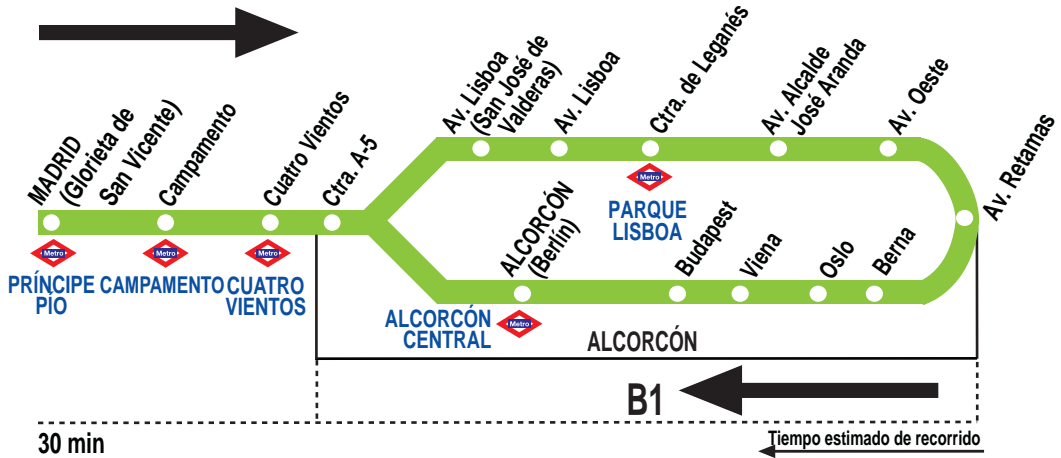 MADRID
(Glorieta de
San Vicente)
Campamento
Cuatro Vientos
Ctra. A-5
Av. Lisboa
(San José de
Valderas)
Av. Lisboa
Ctra. de Leganés
Av. Alcalde
José Aranda
Av. Oeste
Av. Retamas
Metro
PRÍNCIPE
PÍO
Metro
CAMPAMENTO
Metro
CUATRO
VIENTOS
Metro
PARQUE
LISBOA
ALCORCÓN
(Berlín)
Budapest
Viena
Oslo
Berna
ALCORCÓN
CENTRAL
Metro
ALCORCÓN
B1
30 min
Tiempo estimado de recorrido